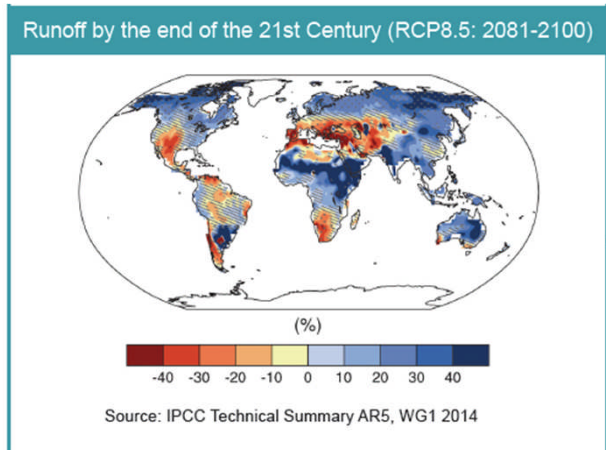 Runoff by the end of the 21st Century (RCP8.5: 2081-2100)
(%)
-40 -30 -20 -10 0 10 20 30 40
Source: IPCC Technical Summary AR5, WG1 2014